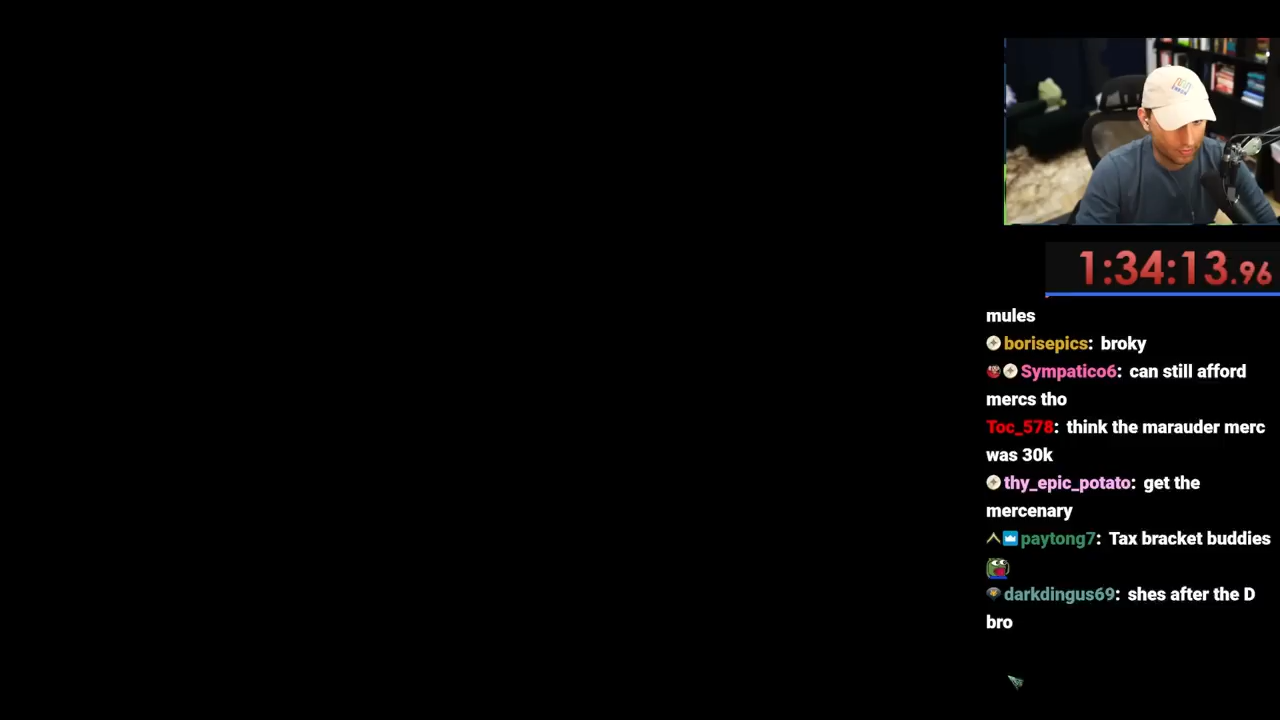 1:34:13.96
mules
borisepics: broky
Sympatico6: can still afford
mercs tho
Toc_578: think the marauder merc
was 30k
thy_epic_potato: get the
mercenary
paytong7: Tax bracket buddies
darkdingus69: shes after the D
bro